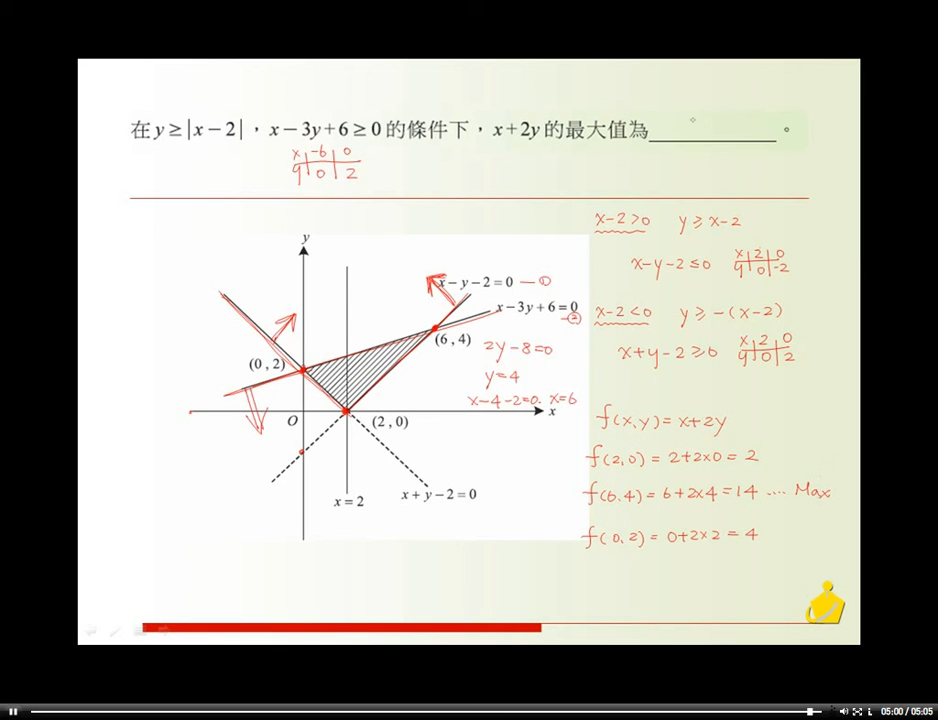 在 y ≥ | x − 2 | ， x − 3y + 6 ≥ 0 的條件下， x + 2y 的最大值為 。
x -6 0
y 0 2
x-2>0 y ≥ x-2
x-y-2 ≤ 0
x 2 0
y 0 -2
x-2<0 y ≥ -(x-2)
x+y-2 ≥ 0
x 2 0
y 0 2
y
x − y − 2 = 0 — ①
x − 3y + 6 = 0
—②
(6 , 4)
2y-8=0
(0 , 2)
y=4
x-4-2=0. x=6
O
(2 , 0)
x
x + y − 2 = 0
x = 2
f(x,y) = x+2y
f(2,0) = 2+2×0 = 2
f(6.4) = 6+2×4 = 14 .... Max
f(0,2) = 0+2×2 = 4
05:00 / 05:05